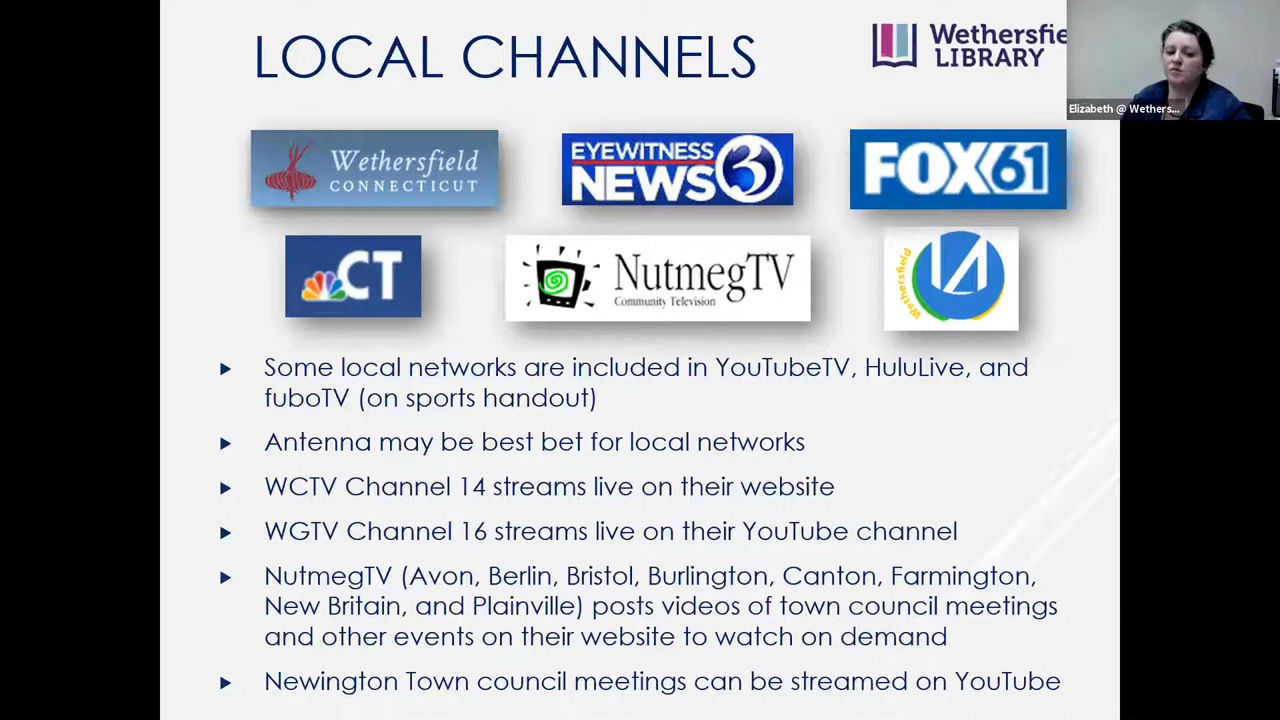 LOCAL CHANNELS
Wethersfie
LIBRARY
Elizabeth @ Wethers...
Wethersfield
CONNECTICUT
EYEWITNESS
NEWS 3
FOX61
CT
NutmegTV
Community Television
Wethersfield
14
Some local networks are included in YouTubeTV, HuluLive, and
fuboTV (on sports handout)
Antenna may be best bet for local networks
WCTV Channel 14 streams live on their website
WGTV Channel 16 streams live on their YouTube channel
NutmegTV (Avon, Berlin, Bristol, Burlington, Canton, Farmington,
New Britain, and Plainville) posts videos of town council meetings
and other events on their website to watch on demand
Newington Town council meetings can be streamed on YouTube